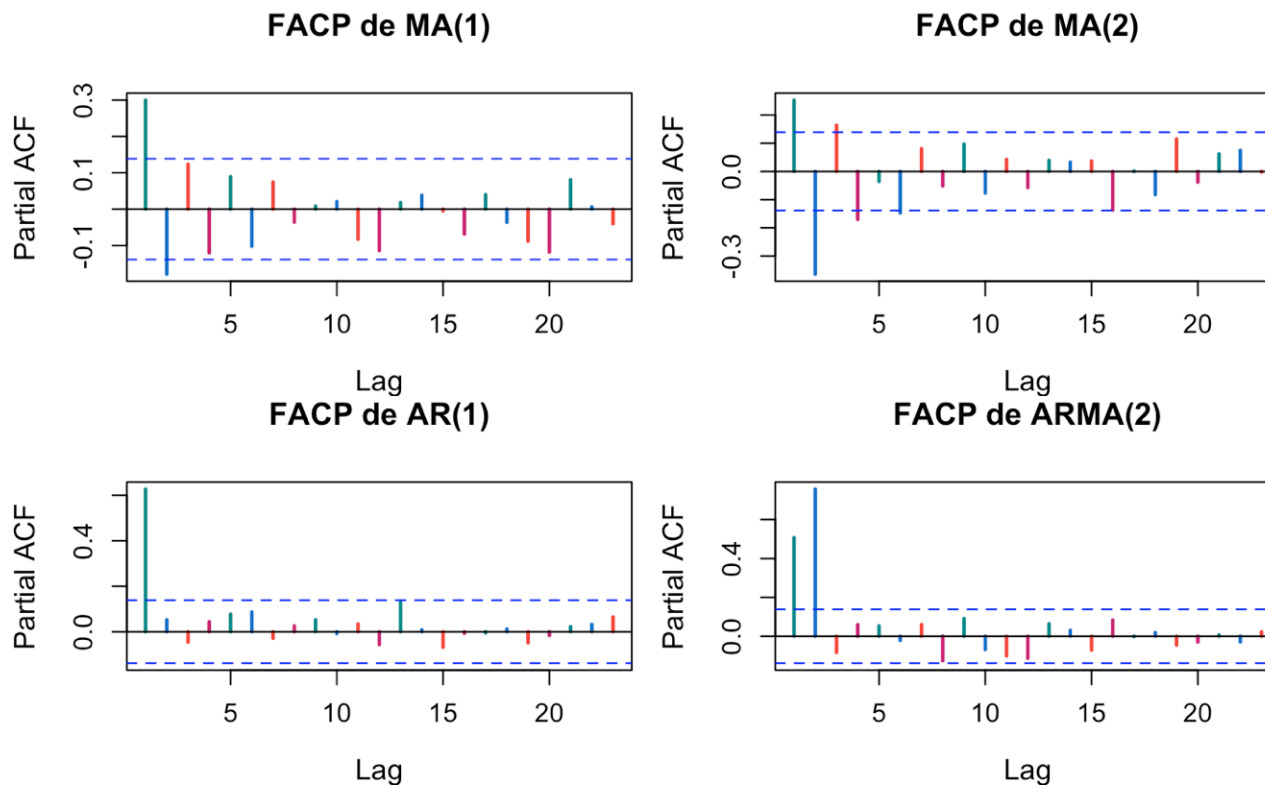 FACP de MA(1)
Partial ACF
0.3
0.1
-0.1
5 10 15 20
Lag
FACP de MA(2)
Partial ACF
0.0
-0.3
5 10 15 20
Lag
FACP de AR(1)
Partial ACF
0.4
0.0
5 10 15 20
Lag
FACP de ARMA(2)
Partial ACF
0.4
0.0
5 10 15 20
Lag